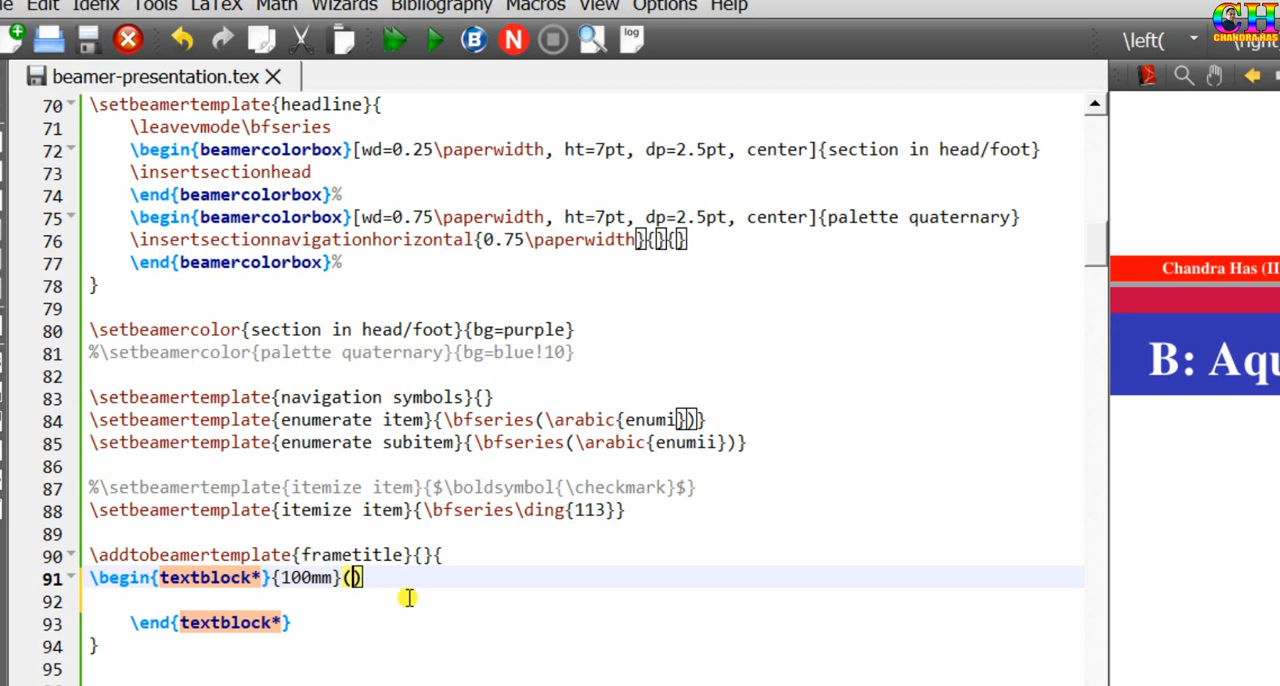 Edit Idefix Tools LaTeX Math Wizards Bibliography Macros View Options Help
CH
CHANDRA HAS
B N log \left(
beamer-presentation.tex
70 \setbeamertemplate{headline}{
71 \leavevmode\bfseries
72 \begin{beamercolorbox}[wd=0.25\paperwidth, ht=7pt, dp=2.5pt, center]{section in head/foot}
73 \insertsectionhead
74 \end{beamercolorbox}%
75 \begin{beamercolorbox}[wd=0.75\paperwidth, ht=7pt, dp=2.5pt, center]{palette quaternary}
76 \insertsectionnavigationhorizontal{0.75\paperwidth}{}{}
77 \end{beamercolorbox}%
78 }
79
80 \setbeamercolor{section in head/foot}{bg=purple}
81 %\setbeamercolor{palette quaternary}{bg=blue!10}
82
83 \setbeamertemplate{navigation symbols}{}
84 \setbeamertemplate{enumerate item}{\bfseries(\arabic{enumi})}
85 \setbeamertemplate{enumerate subitem}{\bfseries(\arabic{enumii})}
86
87 %\setbeamertemplate{itemize item}{$\boldsymbol{\checkmark}$}
88 \setbeamertemplate{itemize item}{\bfseries\ding{113}}
89
90 \addtobeamertemplate{frametitle}{}{
91 \begin{textblock*}{100mm}()
92
93 \end{textblock*}
94 }
95
Chandra Has (II
B: Aqu